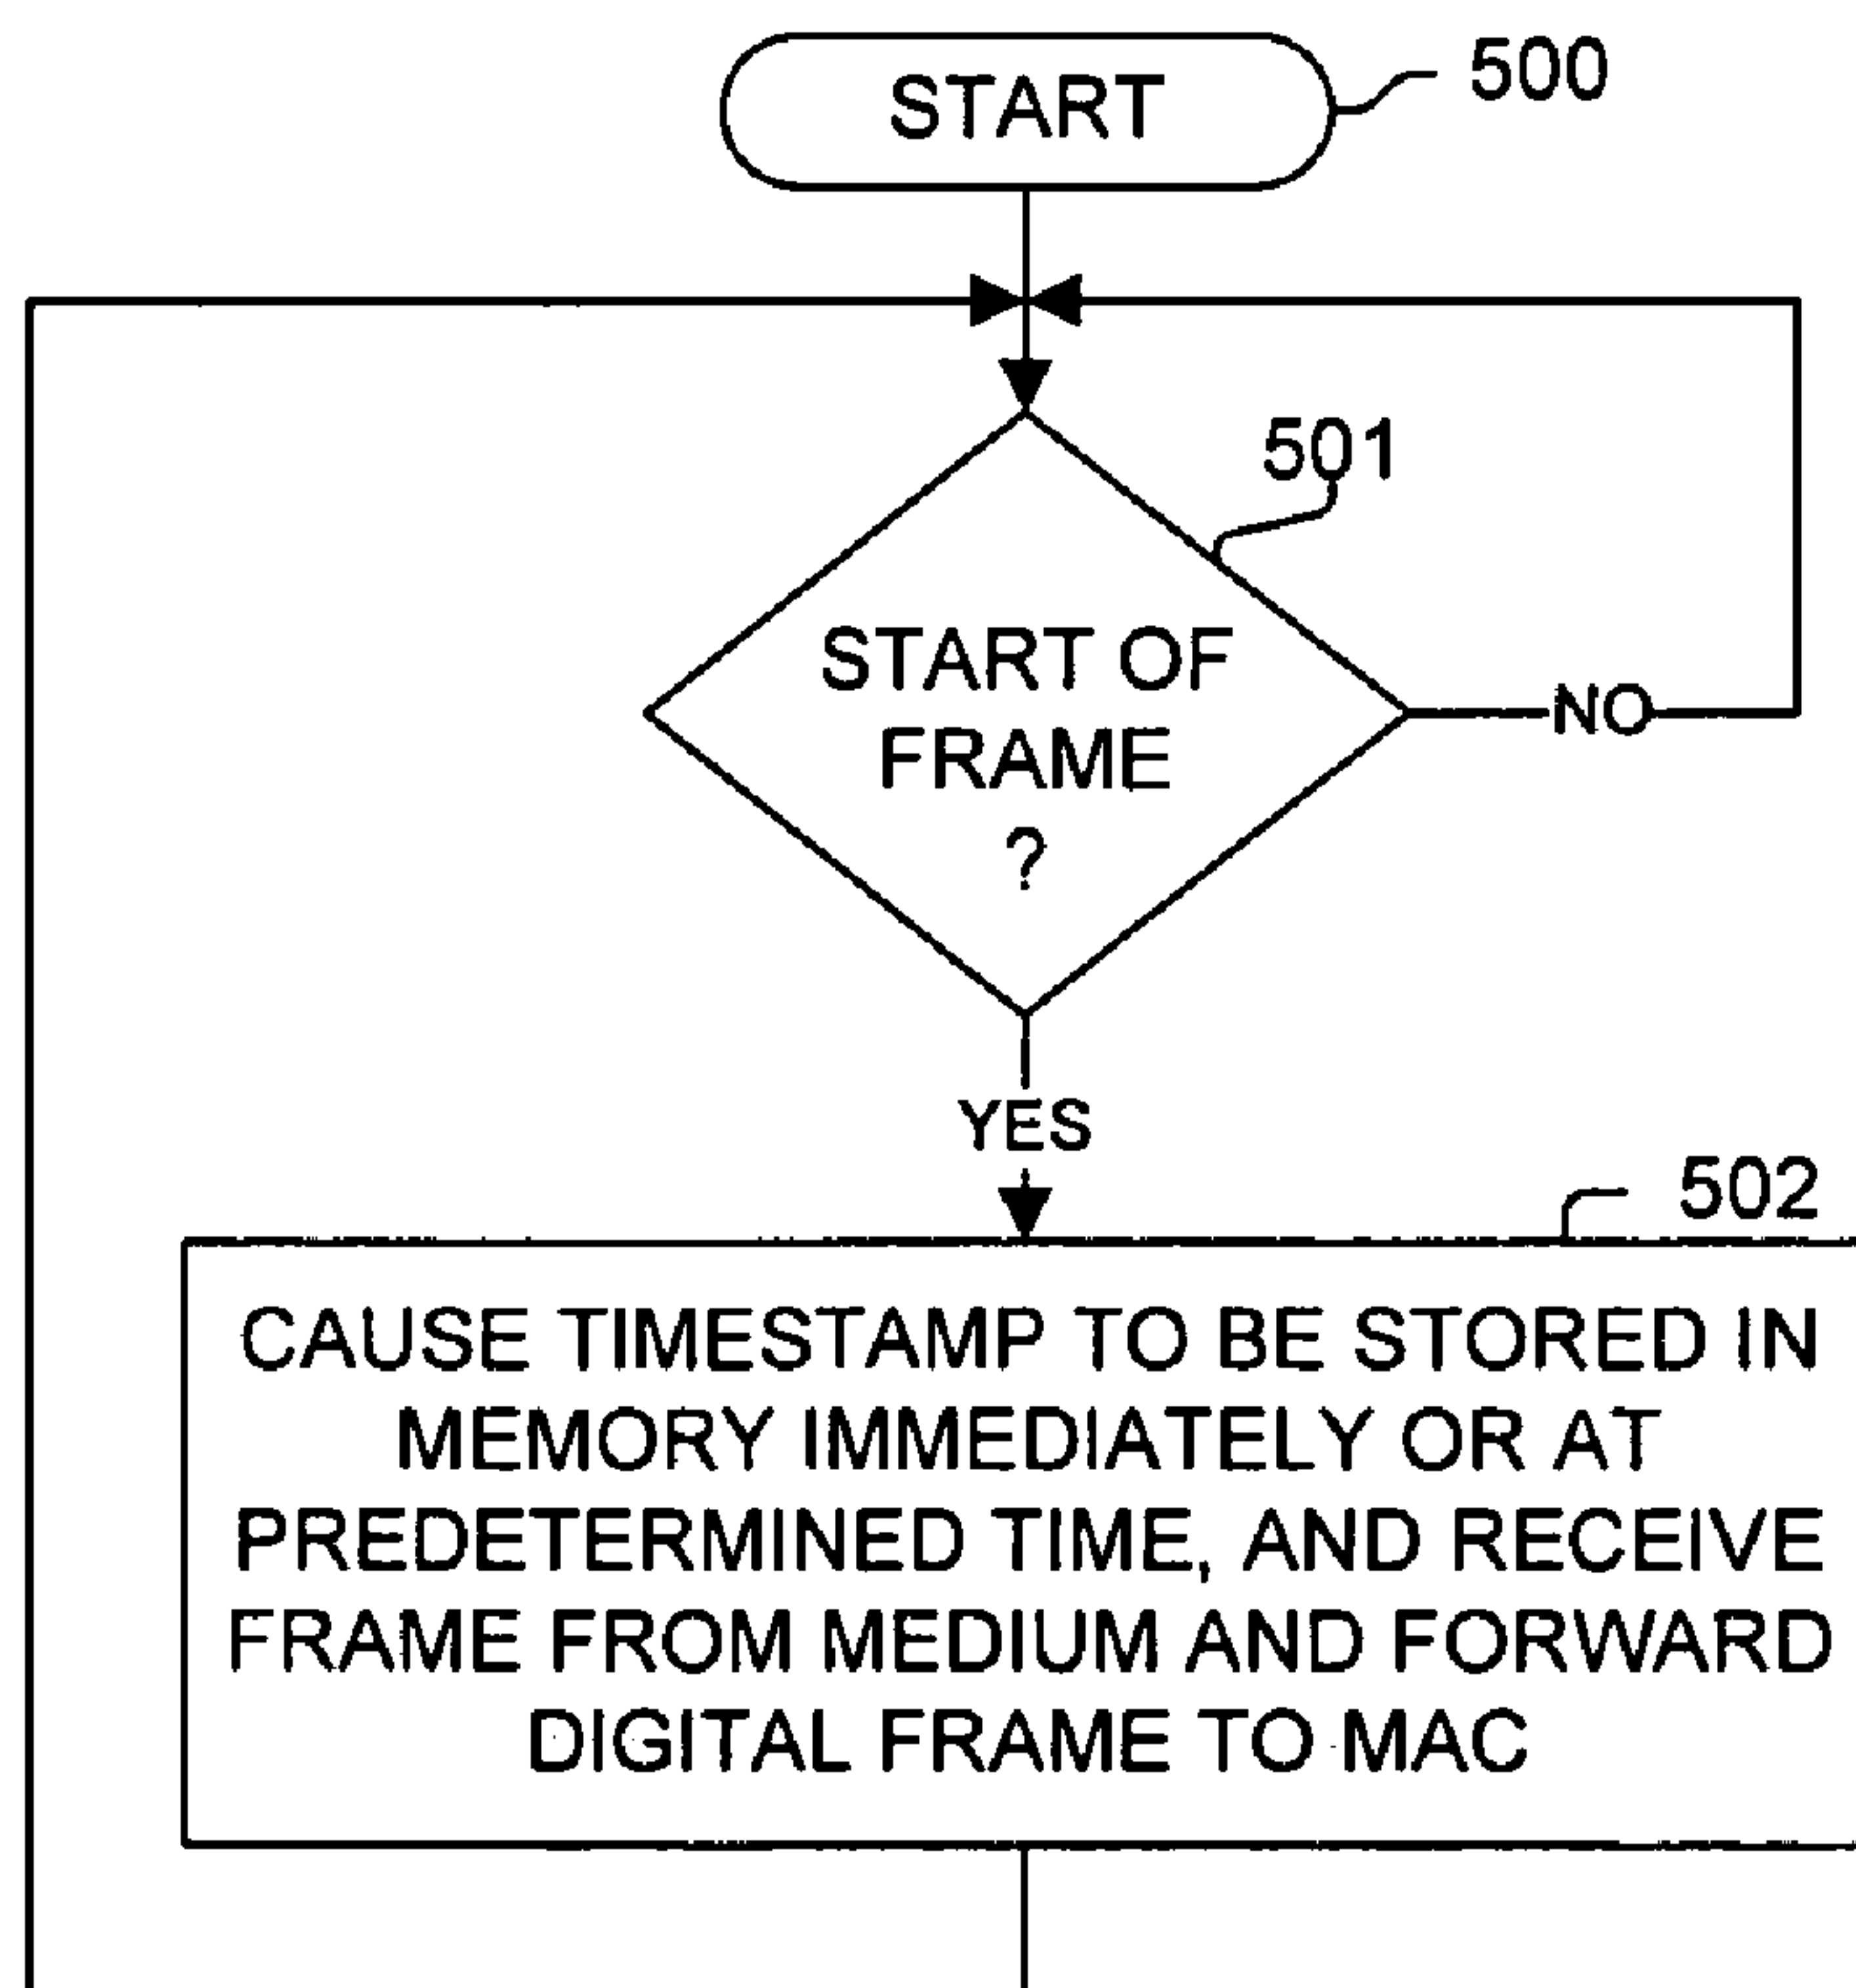 START
500
501
START OF
FRAME
?
NO
YES
502
CAUSE TIMESTAMP TO BE STORED IN
MEMORY IMMEDIATELY OR AT
PREDETERMINED TIME, AND RECEIVE
FRAME FROM MEDIUM AND FORWARD
DIGITAL FRAME TO MAC